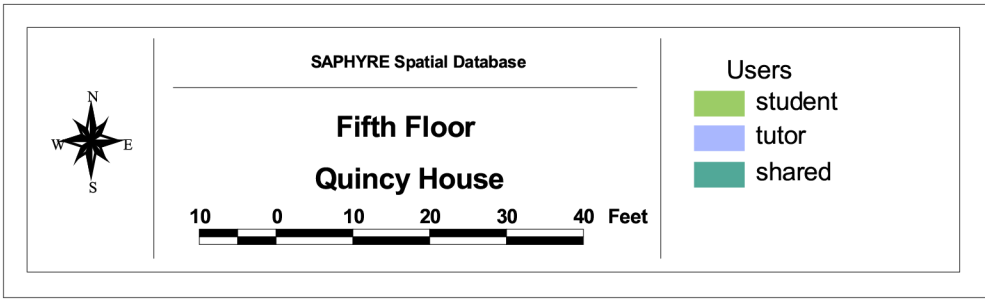 SAPHYRE Spatial Database
N
W E
S
Fifth Floor
Quincy House
10 0 10 20 30 40 Feet
Users
student
tutor
shared